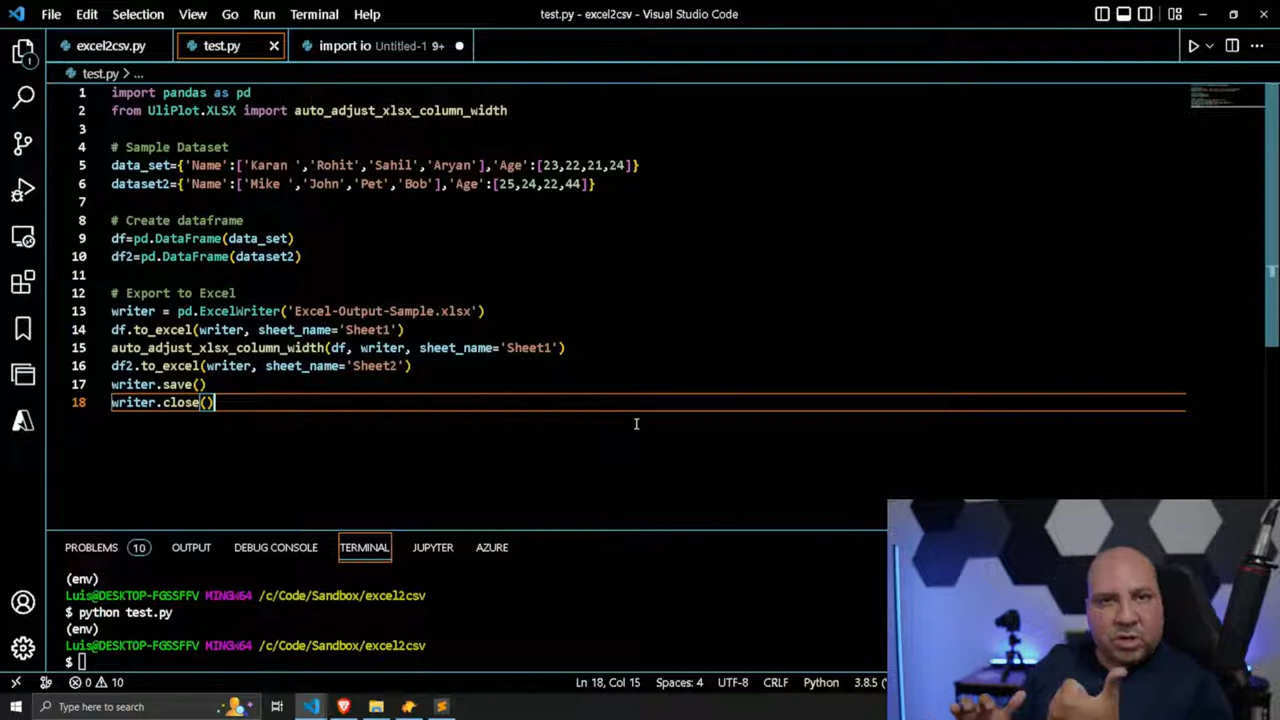 File Edit Selection View Go Run Terminal Help
test.py - excel2csv - Visual Studio Code
excel2csv.py test.py import io Untitled-1 9+
test.py > ...
1 import pandas as pd
2 from UliPlot.XLSX import auto_adjust_xlsx_column_width
3
4 # Sample Dataset
5 data_set={'Name':['Karan ','Rohit','Sahil','Aryan'],'Age':[23,22,21,24]}
6 dataset2={'Name':['Mike ','John','Pet','Bob'],'Age':[25,24,22,44]}
7
8 # Create dataframe
9 df=pd.DataFrame(data_set)
10 df2=pd.DataFrame(dataset2)
11
12 # Export to Excel
13 writer = pd.ExcelWriter('Excel-Output-Sample.xlsx')
14 df.to_excel(writer, sheet_name='Sheet1')
15 auto_adjust_xlsx_column_width(df, writer, sheet_name='Sheet1')
16 df2.to_excel(writer, sheet_name='Sheet2')
17 writer.save()
18 writer.close()
PROBLEMS 10 OUTPUT DEBUG CONSOLE TERMINAL JUPYTER AZURE
(env)
Luis@DESKTOP-FGSSFFV MINGW64 /c/Code/Sandbox/excel2csv
$ python test.py
(env)
Luis@DESKTOP-FGSSFFV MINGW64 /c/Code/Sandbox/excel2csv
$
0 10 Ln 18, Col 15 Spaces: 4 UTF-8 CRLF Python 3.8.5 (
Type here to search